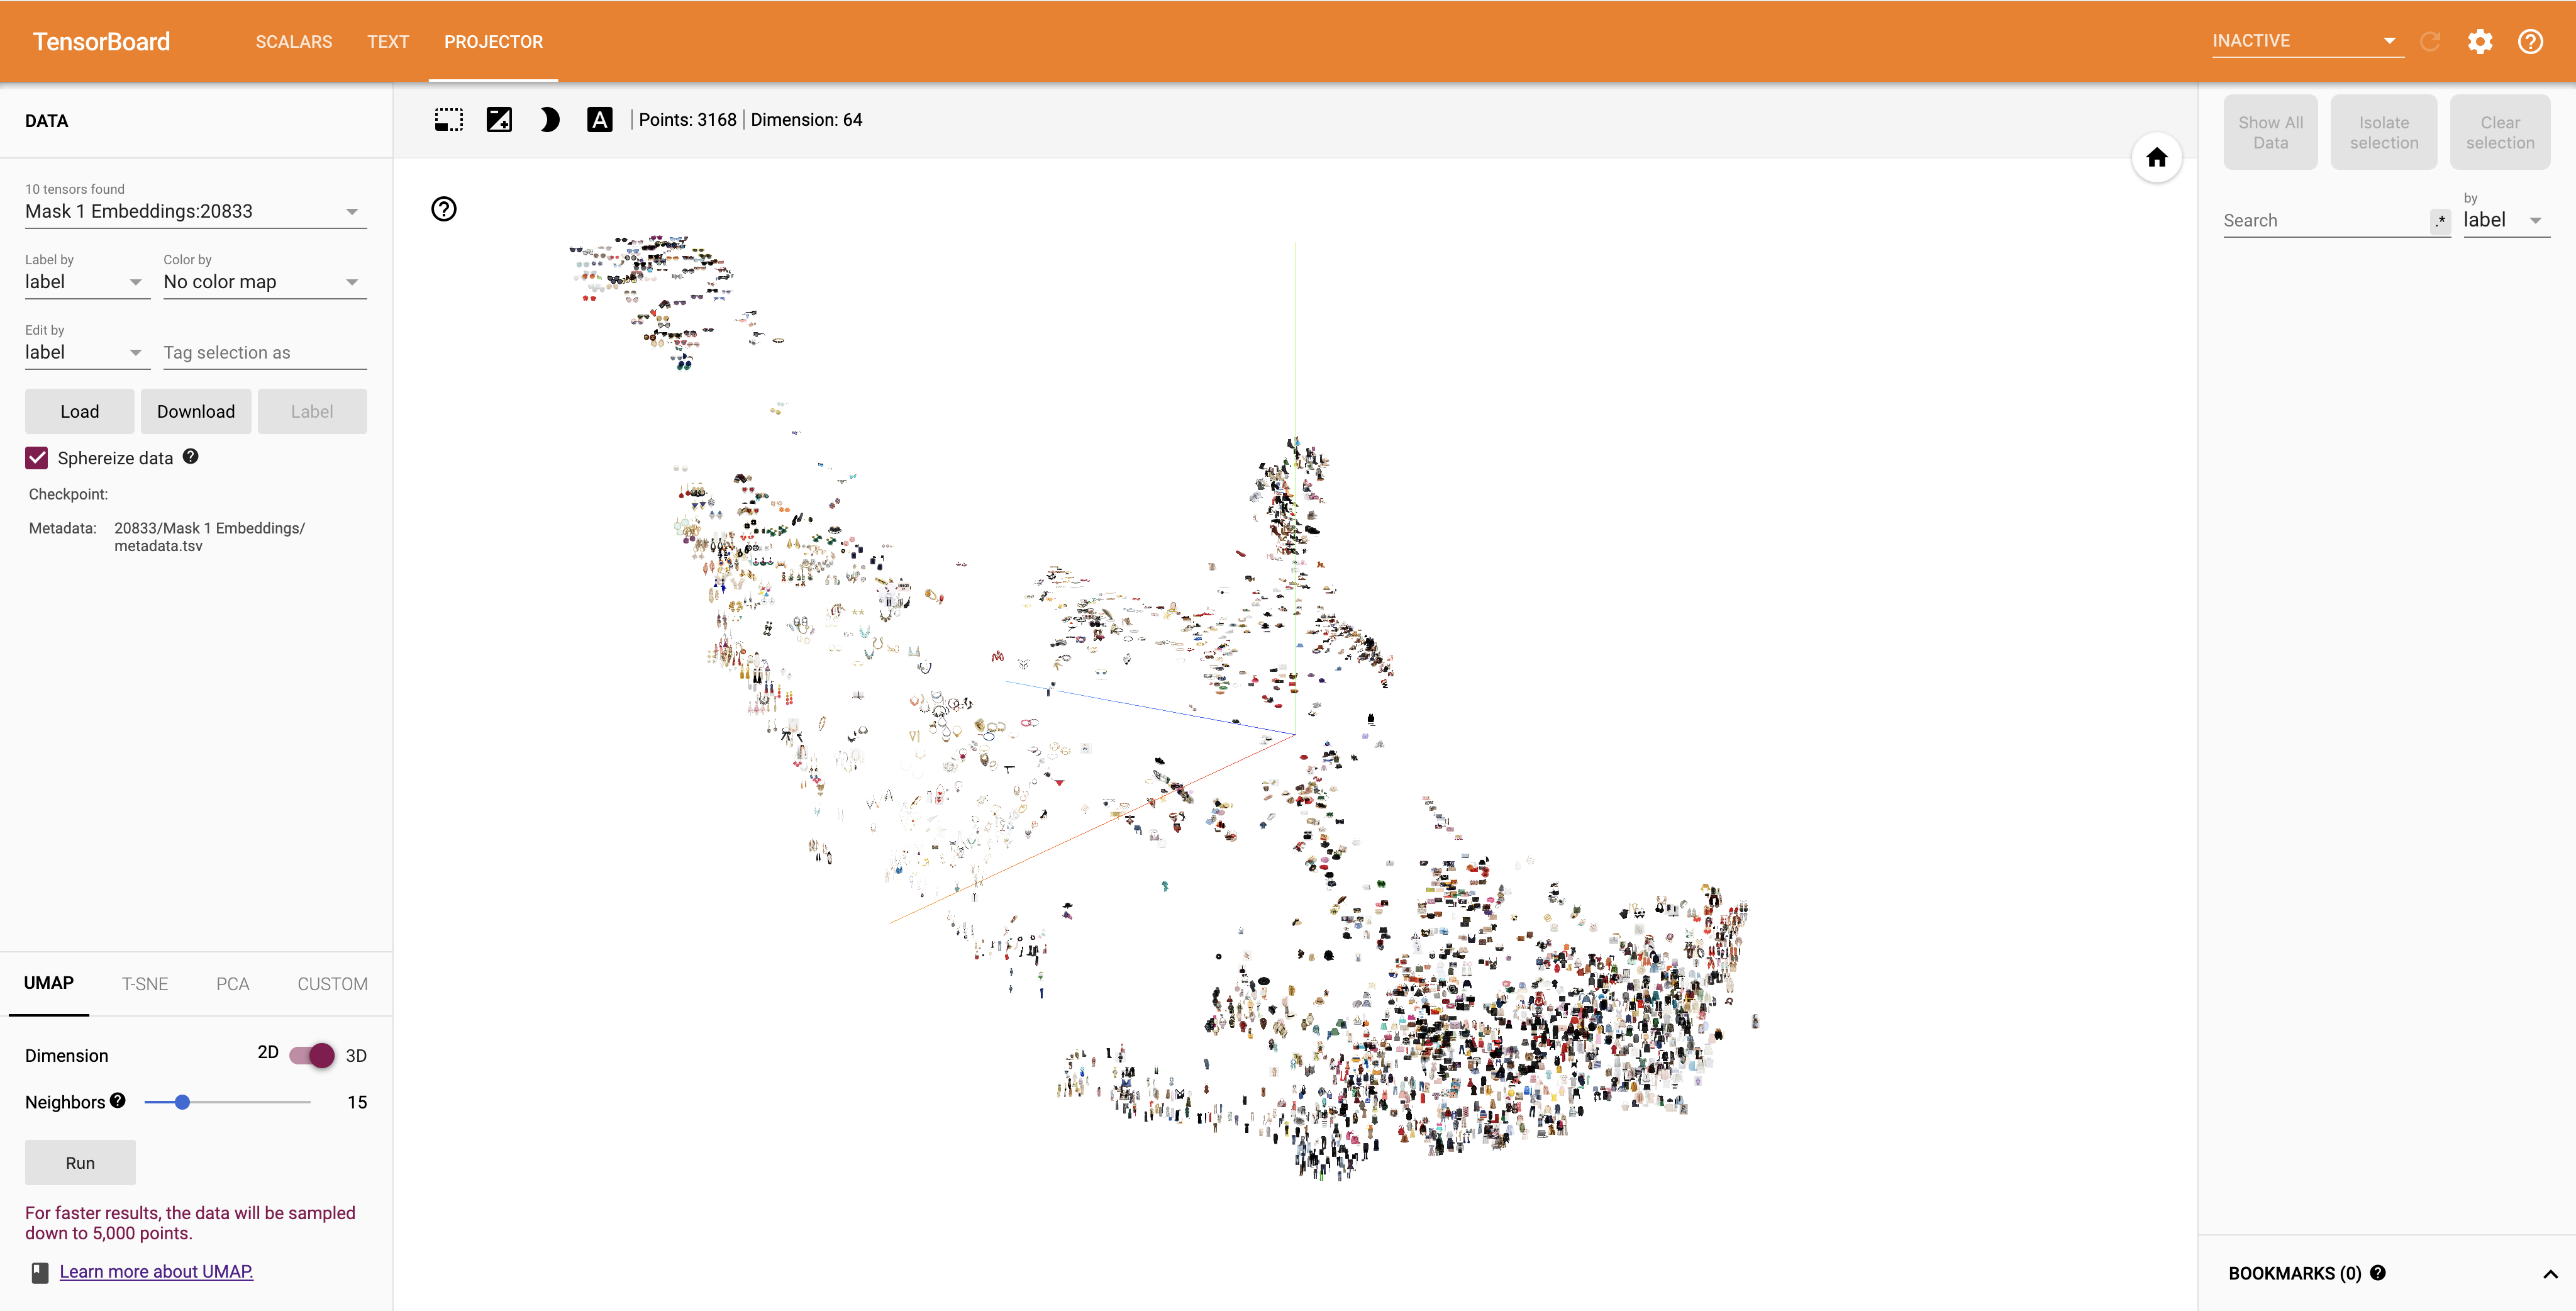 TensorBoard
SCALARS
TEXT
PROJECTOR
INACTIVE
DATA
10 tensors found
Mask 1 Embeddings:20833
Label by
label
Color by
No color map
Edit by
label
Tag selection as
Load
Download
Label
Sphereize data
Checkpoint:
Metadata:
20833/Mask 1 Embeddings/
metadata.tsv
UMAP
T-SNE
PCA
CUSTOM
Dimension
2D
3D
Neighbors
15
Run
For faster results, the data will be sampled
down to 5,000 points.
Learn more about UMAP.
A
Points: 3168
Dimension: 64
Show All
Data
Isolate
selection
Clear
selection
Search
.*
by
label
BOOKMARKS (0)